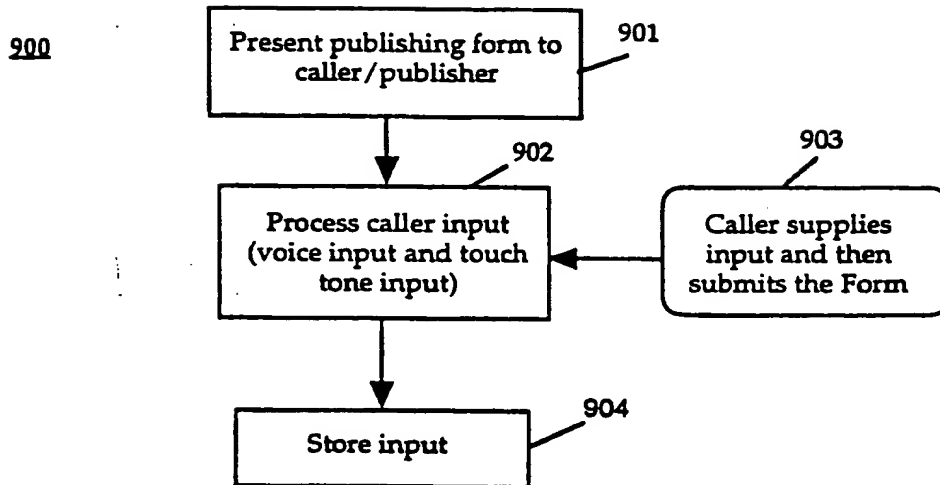 900
Present publishing form to
caller/publisher
901
902
Process caller input
(voice input and touch
tone input)
903
Caller supplies
input and then
submits the Form
904
Store input